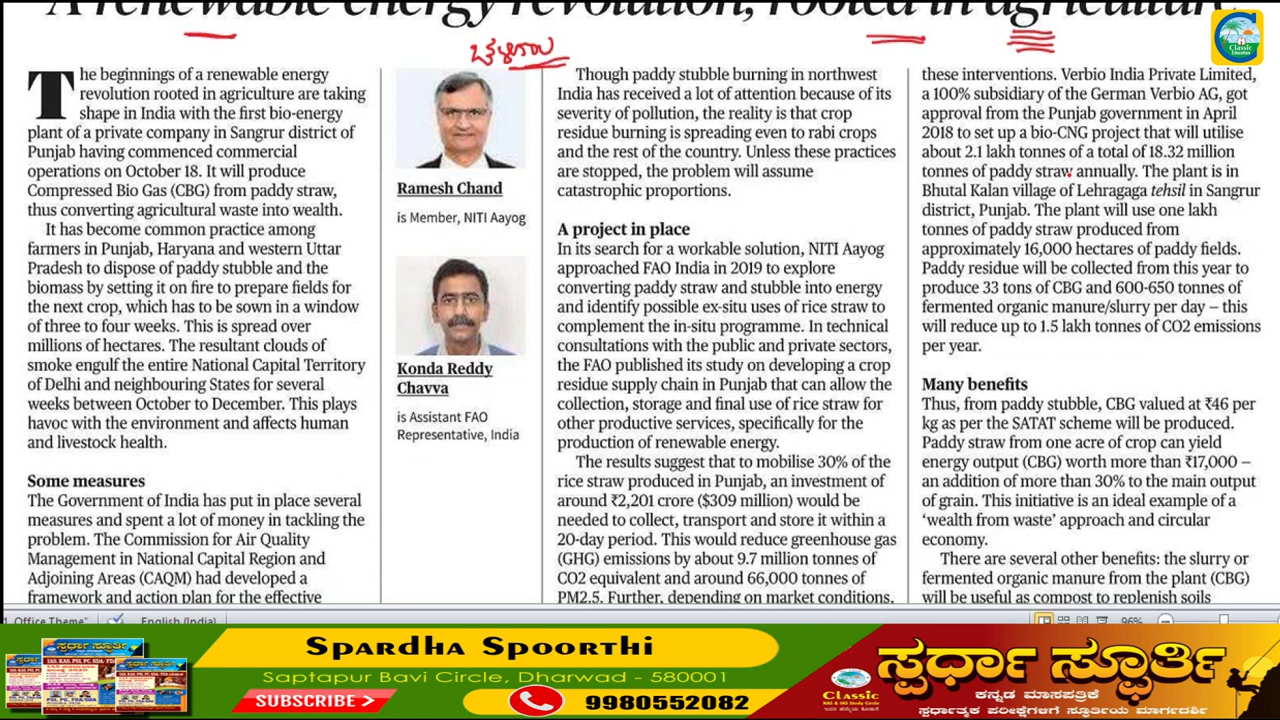 A renewable energy revolution, rooted in agriculture
Classic
Education
The beginnings of a renewable energy
revolution rooted in agriculture are taking
shape in India with the first bio-energy
plant of a private company in Sangrur district of
Punjab having commenced commercial
operations on October 18. It will produce
Compressed Bio Gas (CBG) from paddy straw,
thus converting agricultural waste into wealth.
It has become common practice among
farmers in Punjab, Haryana and western Uttar
Pradesh to dispose of paddy stubble and the
biomass by setting it on fire to prepare fields for
the next crop, which has to be sown in a window
of three to four weeks. This is spread over
millions of hectares. The resultant clouds of
smoke engulf the entire National Capital Territory
of Delhi and neighbouring States for several
weeks between October to December. This plays
havoc with the environment and affects human
and livestock health.
Some measures
The Government of India has put in place several
measures and spent a lot of money in tackling the
problem. The Commission for Air Quality
Management in National Capital Region and
Adjoining Areas (CAQM) had developed a
framework and action plan for the effective
Ramesh Chand
is Member, NITI Aayog
Konda Reddy
Chavva
is Assistant FAO
Representative, India
Though paddy stubble burning in northwest
India has received a lot of attention because of its
severity of pollution, the reality is that crop
residue burning is spreading even to rabi crops
and the rest of the country. Unless these practices
are stopped, the problem will assume
catastrophic proportions.
A project in place
In its search for a workable solution, NITI Aayog
approached FAO India in 2019 to explore
converting paddy straw and stubble into energy
and identify possible ex-situ uses of rice straw to
complement the in-situ programme. In technical
consultations with the public and private sectors,
the FAO published its study on developing a crop
residue supply chain in Punjab that can allow the
collection, storage and final use of rice straw for
other productive services, specifically for the
production of renewable energy.
The results suggest that to mobilise 30% of the
rice straw produced in Punjab, an investment of
around ₹2,201 crore ($309 million) would be
needed to collect, transport and store it within a
20-day period. This would reduce greenhouse gas
(GHG) emissions by about 9.7 million tonnes of
CO2 equivalent and around 66,000 tonnes of
PM2.5. Further, depending on market conditions,
these interventions. Verbio India Private Limited,
a 100% subsidiary of the German Verbio AG, got
approval from the Punjab government in April
2018 to set up a bio-CNG project that will utilise
about 2.1 lakh tonnes of a total of 18.32 million
tonnes of paddy straw annually. The plant is in
Bhutal Kalan village of Lehragaga tehsil in Sangrur
district, Punjab. The plant will use one lakh
tonnes of paddy straw produced from
approximately 16,000 hectares of paddy fields.
Paddy residue will be collected from this year to
produce 33 tons of CBG and 600-650 tonnes of
fermented organic manure/slurry per day – this
will reduce up to 1.5 lakh tonnes of CO2 emissions
per year.
Many benefits
Thus, from paddy stubble, CBG valued at ₹46 per
kg as per the SATAT scheme will be produced.
Paddy straw from one acre of crop can yield
energy output (CBG) worth more than ₹17,000 –
an addition of more than 30% to the main output
of grain. This initiative is an ideal example of a
‘wealth from waste’ approach and circular
economy.
There are several other benefits: the slurry or
fermented organic manure from the plant (CBG)
will be useful as compost to replenish soils
Office Theme"
English (India)
96%
Spardha Spoorthi
Saptapur Bavi Circle, Dharwad - 580001
SUBSCRIBE
9980552082
Classic
KAS & IAS Study Circle
ಸ್ಪರ್ಧಾ ಸ್ಫೂರ್ತಿ
ಕನ್ನಡ ಮಾಸಪತ್ರಿಕೆ
ಸ್ಪರ್ಧಾತ್ಮಕ ಪರೀಕ್ಷೆಗಳಿಗೆ ಸ್ಫೂರ್ತಿಯ ಮಾರ್ಗದರ್ಶಿ